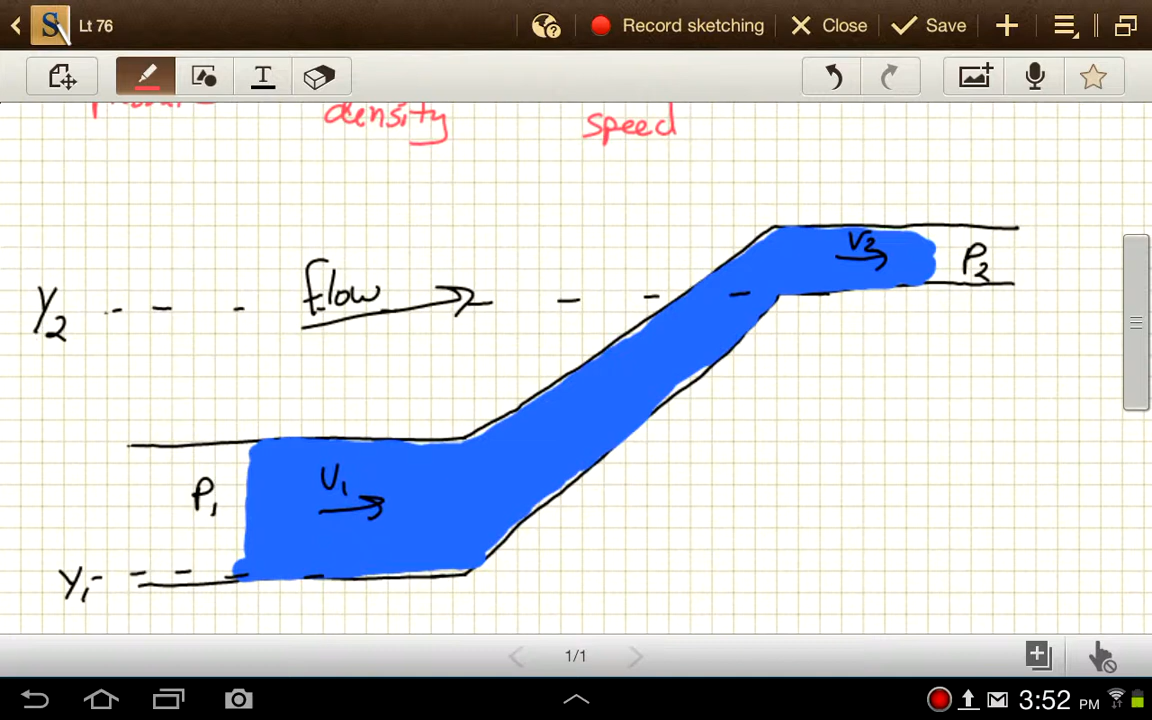 S Lt 76
Record sketching
Close
Save
T
density
speed
V2
P2
flow
Y2
V1
P1
Y1
1/1
3:52 PM